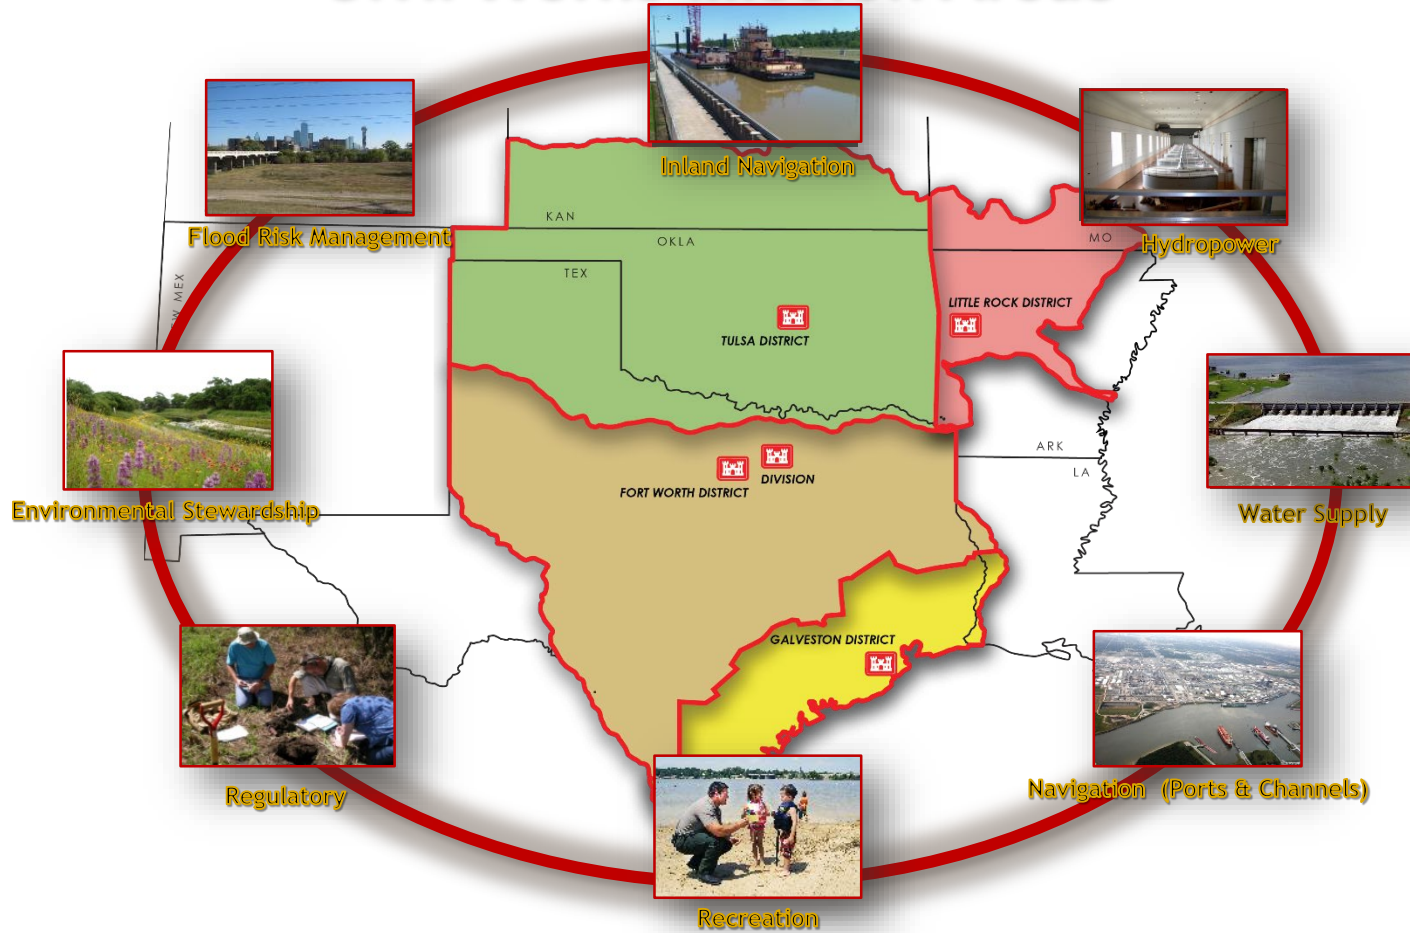 Inland Navigation
Flood Risk Management
Hydropower
KAN
OKLA
MO
TEX
LITTLE ROCK DISTRICT
TULSA DISTRICT
Environmental Stewardship
ARK
LA
DIVISION
FORT WORTH DISTRICT
Water Supply
GALVESTON DISTRICT
Regulatory
Navigation (Ports & Channels)
Recreation